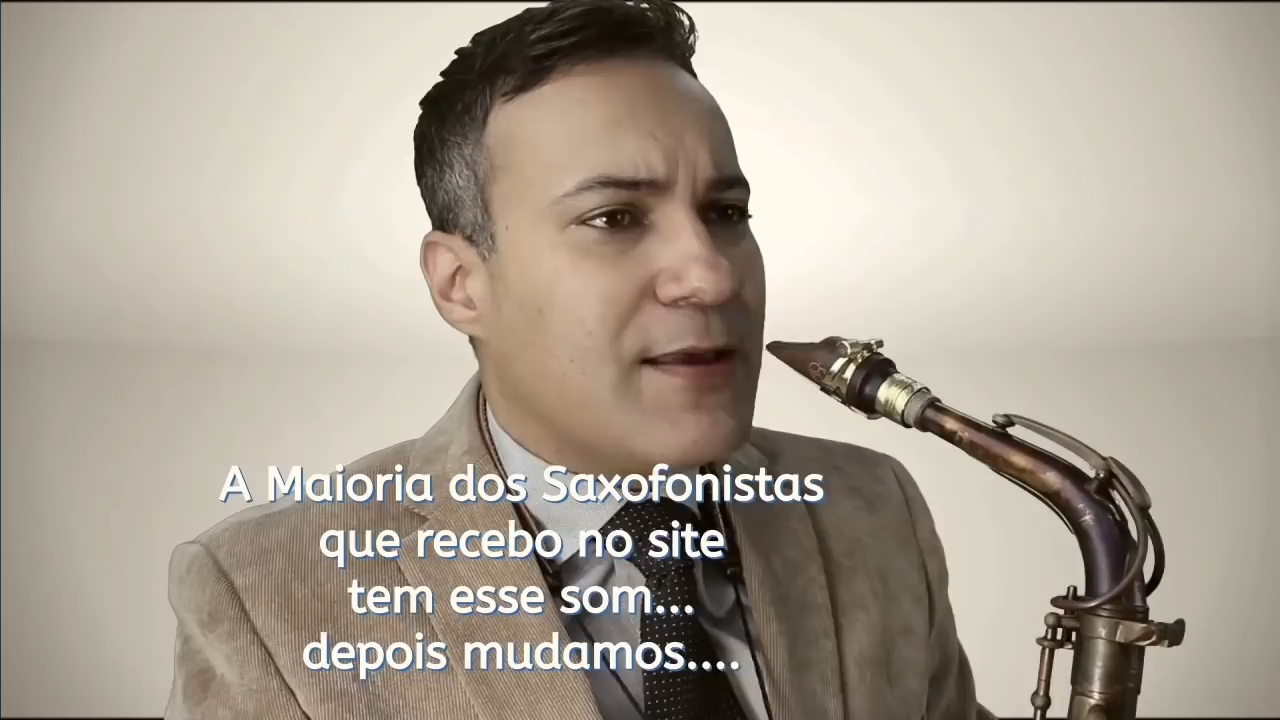 A Maioria dos Saxofonistas
que recebo no site
tem esse som...
depois mudamos....